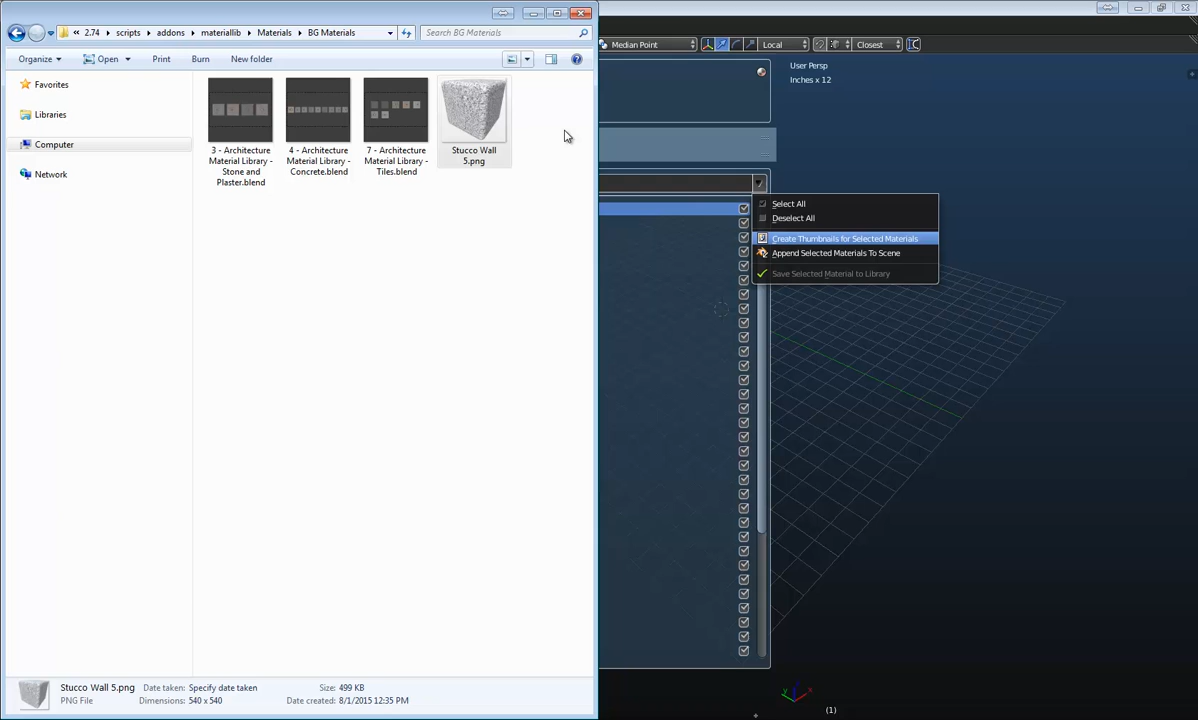 2.74 scripts addons materiallib Materials BG Materials
Search BG Materials
Organize Open Print Burn New folder
Favorites
Libraries
Computer
Network
3 - Architecture
Material Library -
Stone and
Plaster.blend
4 - Architecture
Material Library -
Concrete.blend
7 - Architecture
Material Library -
Tiles.blend
Stucco Wall
5.png
Stucco Wall 5.png Date taken: Specify date taken Size: 499 KB
PNG File Dimensions: 540 x 540 Date created: 8/1/2015 12:35 PM
Median Point Local Closest
User Persp
Inches x 12
Select All
Deselect All
Create Thumbnails for Selected Materials
Append Selected Materials To Scene
Save Selected Material to Library
(1)